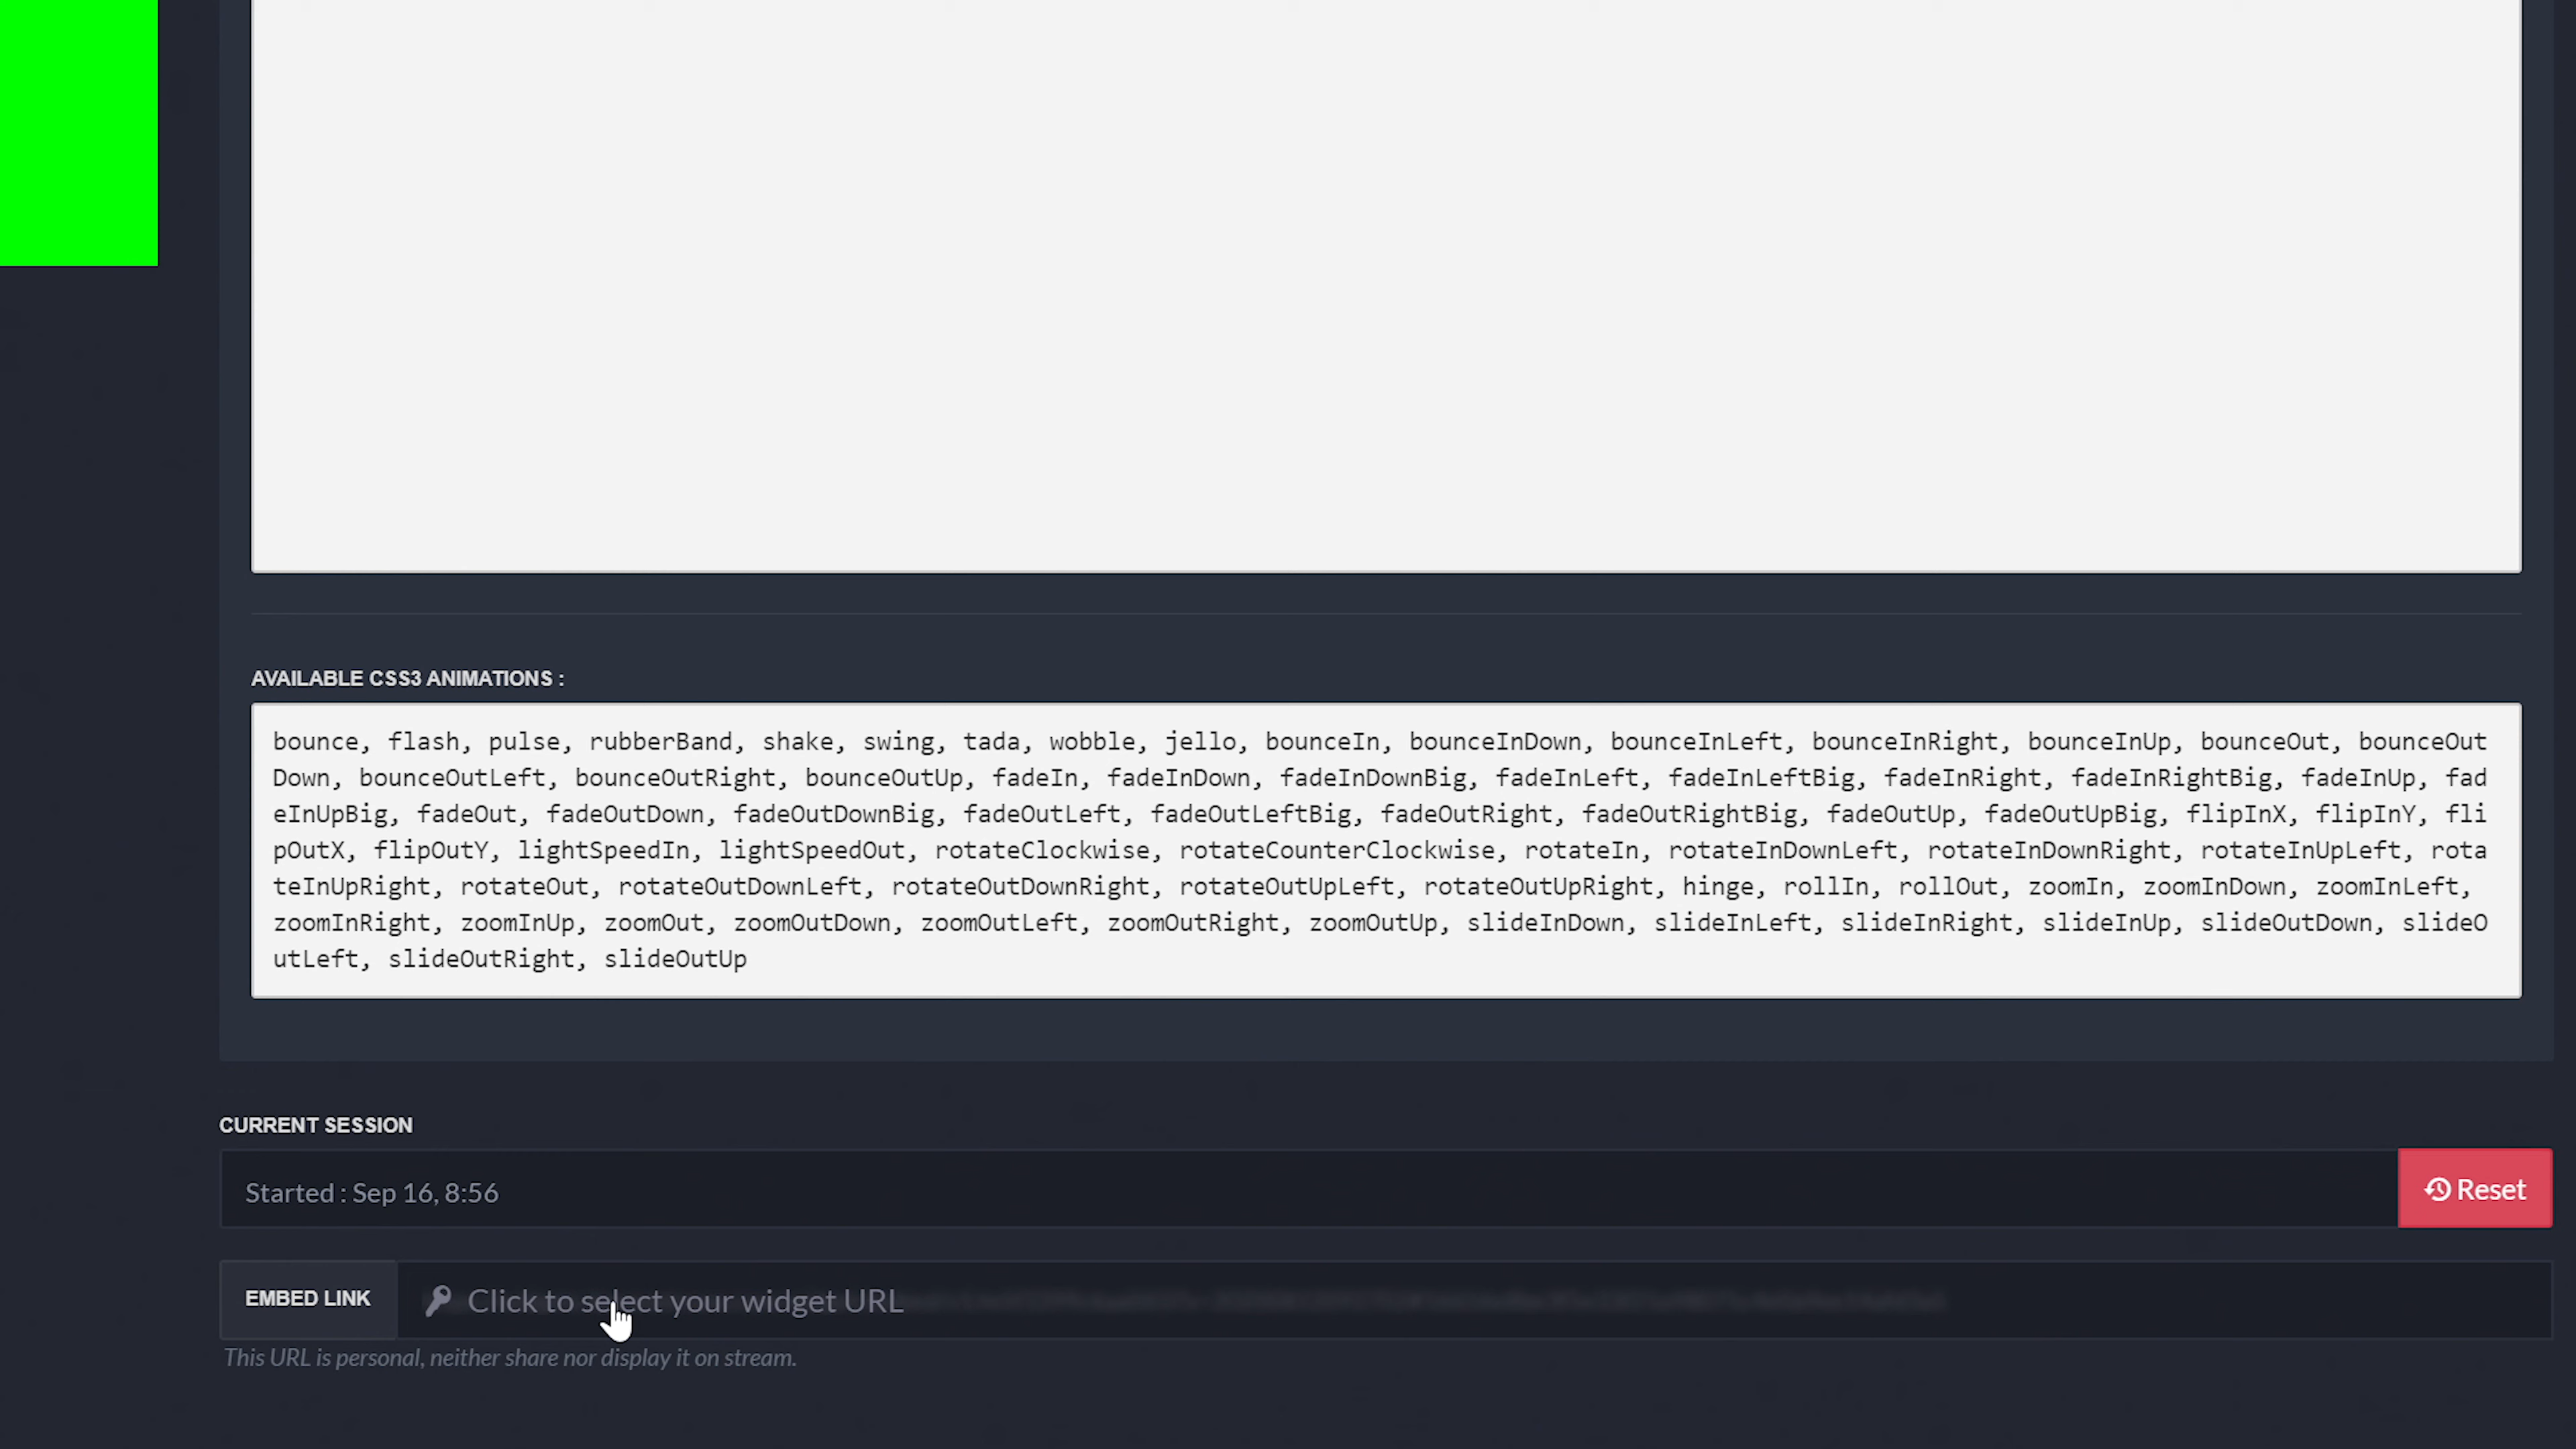 AVAILABLE CSS3 ANIMATIONS :
bounce, flash, pulse, rubberBand, shake, swing, tada, wobble, jello, bounceIn, bounceInDown, bounceInLeft, bounceInRight, bounceInUp, bounceOut, bounceOut
Down, bounceOutLeft, bounceOutRight, bounceOutUp, fadeIn, fadeInDown, fadeInDownBig, fadeInLeft, fadeInLeftBig, fadeInRight, fadeInRightBig, fadeInUp, fad
eInUpBig, fadeOut, fadeOutDown, fadeOutDownBig, fadeOutLeft, fadeOutLeftBig, fadeOutRight, fadeOutRightBig, fadeOutUp, fadeOutUpBig, flipInX, flipInY, fli
pOutX, flipOutY, lightSpeedIn, lightSpeedOut, rotateClockwise, rotateCounterClockwise, rotateIn, rotateInDownLeft, rotateInDownRight, rotateInUpLeft, rota
teInUpRight, rotateOut, rotateOutDownLeft, rotateOutDownRight, rotateOutUpLeft, rotateOutUpRight, hinge, rollIn, rollOut, zoomIn, zoomInDown, zoomInLeft,
zoomInRight, zoomInUp, zoomOut, zoomOutDown, zoomOutLeft, zoomOutRight, zoomOutUp, slideInDown, slideInLeft, slideInRight, slideInUp, slideOutDown, slideO
utLeft, slideOutRight, slideOutUp
CURRENT SESSION
Started : Sep 16, 8:56
Reset
EMBED LINK
Click to select your widget URL
This URL is personal, neither share nor display it on stream.